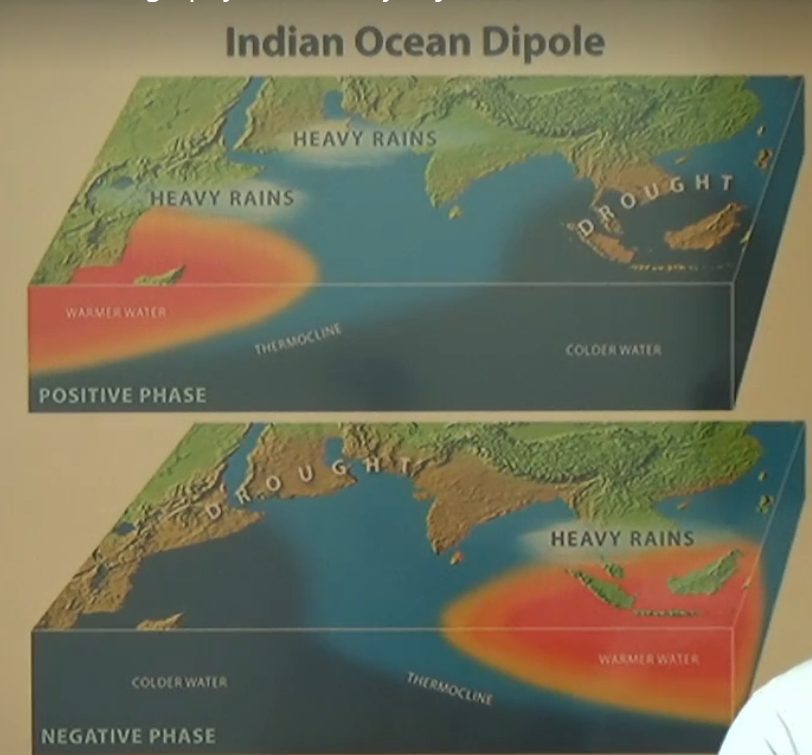 Indian Ocean Dipole
HEAVY RAINS
HEAVY RAINS
DROUGHT
WARMER WATER
THERMOCLINE
COLDER WATER
POSITIVE PHASE
DROUGHT
HEAVY RAINS
WARMER WATER
COLDER WATER
THERMOCLINE
NEGATIVE PHASE